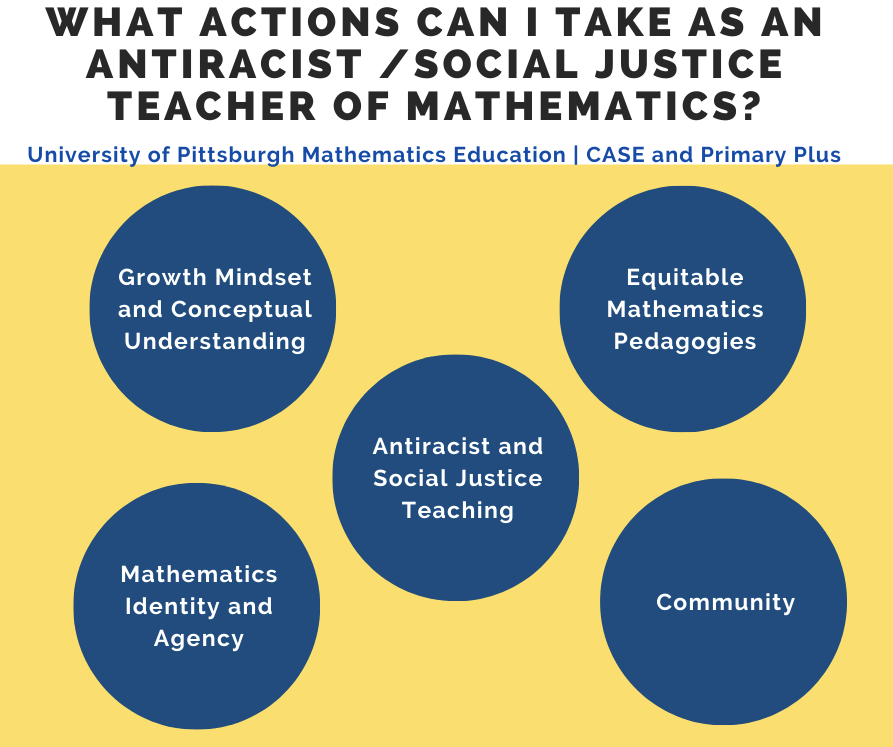 WHAT ACTIONS CAN I TAKE AS AN
ANTIRACIST /SOCIAL JUSTICE
TEACHER OF MATHEMATICS?
University of Pittsburgh Mathematics Education | CASE and Primary Plus
Growth Mindset
and Conceptual
Understanding
Equitable
Mathematics
Pedagogies
Antiracist and
Social Justice
Teaching
Mathematics
Identity and
Agency
Community